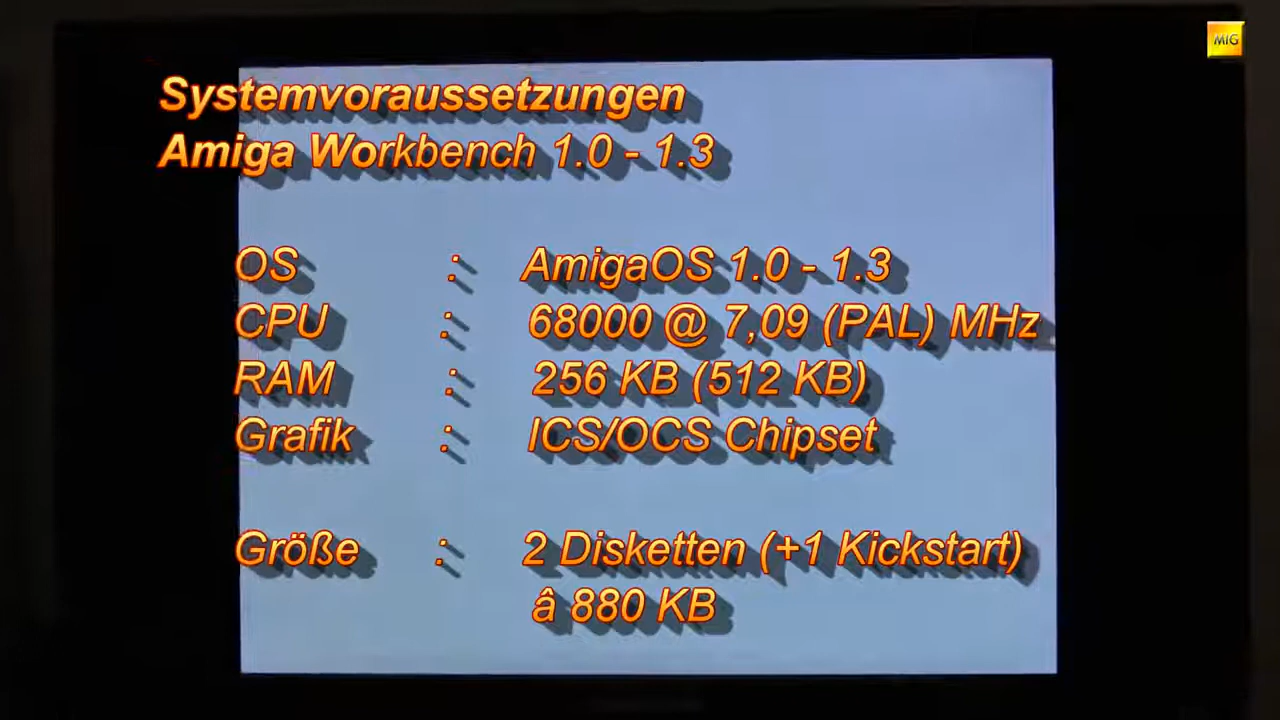 MIG
Systemvoraussetzungen
Amiga Workbench 1.0 - 1.3
OS : AmigaOS 1.0 - 1.3
CPU : 68000 @ 7,09 (PAL) MHz
RAM : 256 KB (512 KB)
Grafik : ICS/OCS Chipset
Größe : 2 Disketten (+1 Kickstart)
â 880 KB